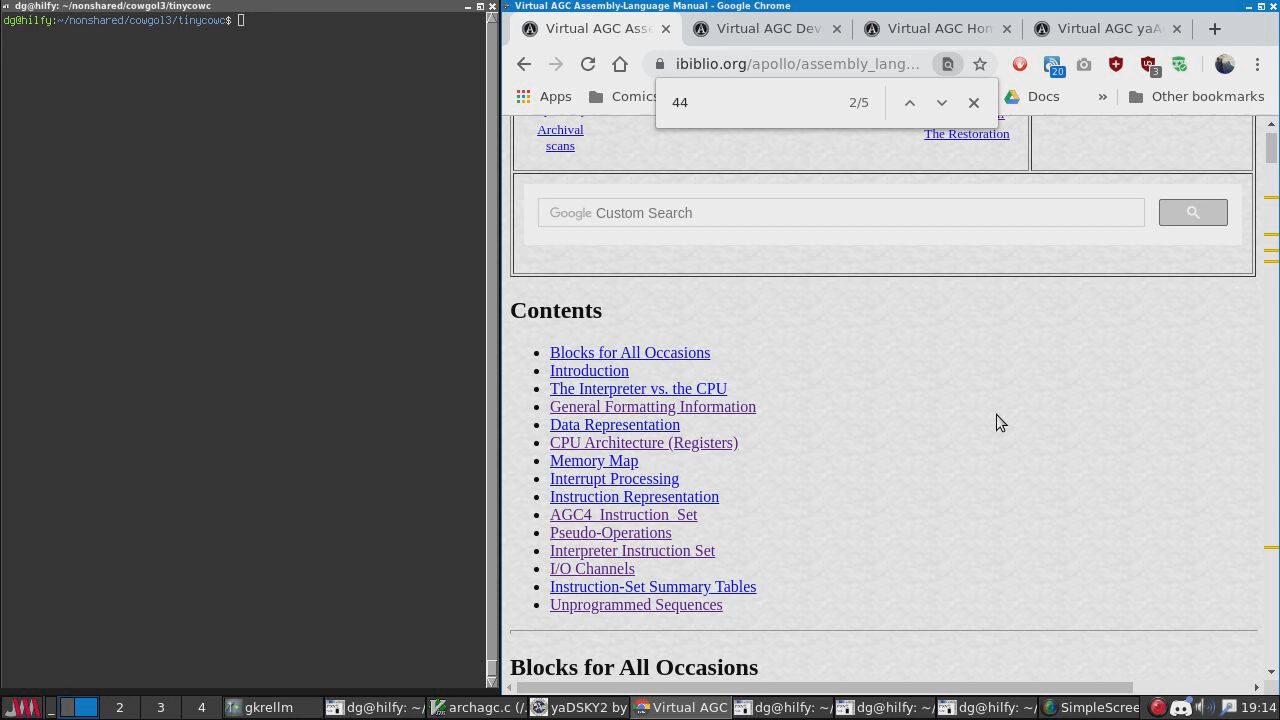 dg@hilfy: ~/nonshared/cowgol3/tinycowc
Virtual AGC Assembly-Language Manual - Google Chrome
dg@hilfy:~/nonshared/cowgol3/tinycowc$
Virtual AGC Asse
Virtual AGC Dev
Virtual AGC Hon
Virtual AGC yaA
ibiblio.org/apollo/assembly_lang...
20
3
Apps
Comics
Docs
»
Other bookmarks
44
2/5
Archival
scans
The Restoration
Google Custom Search
Contents
Blocks for All Occasions
Introduction
The Interpreter vs. the CPU
General Formatting Information
Data Representation
CPU Architecture (Registers)
Memory Map
Interrupt Processing
Instruction Representation
AGC4 Instruction Set
Pseudo-Operations
Interpreter Instruction Set
I/O Channels
Instruction-Set Summary Tables
Unprogrammed Sequences
Blocks for All Occasions
2
3
4
gkrellm
dg@hilfy: ~/
archagc.c (/
yaDSKY2 by
Virtual AGC
dg@hilfy: ~/
dg@hilfy: ~/
dg@hilfy: ~/
SimpleScree
19:14